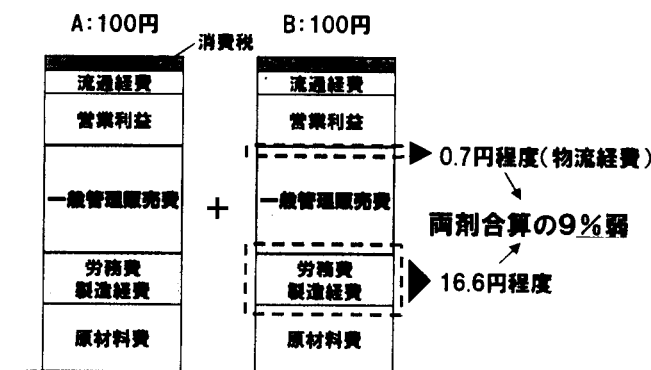 A:100円
B:100円
消費税
流通経費
営業利益
一般管理販売費
労務費
製造経費
原材料費
+
流通経費
営業利益
一般管理販売費
労務費
製造経費
原材料費
0.7円程度(物流経費)
両剤合算の9%弱
16.6円程度